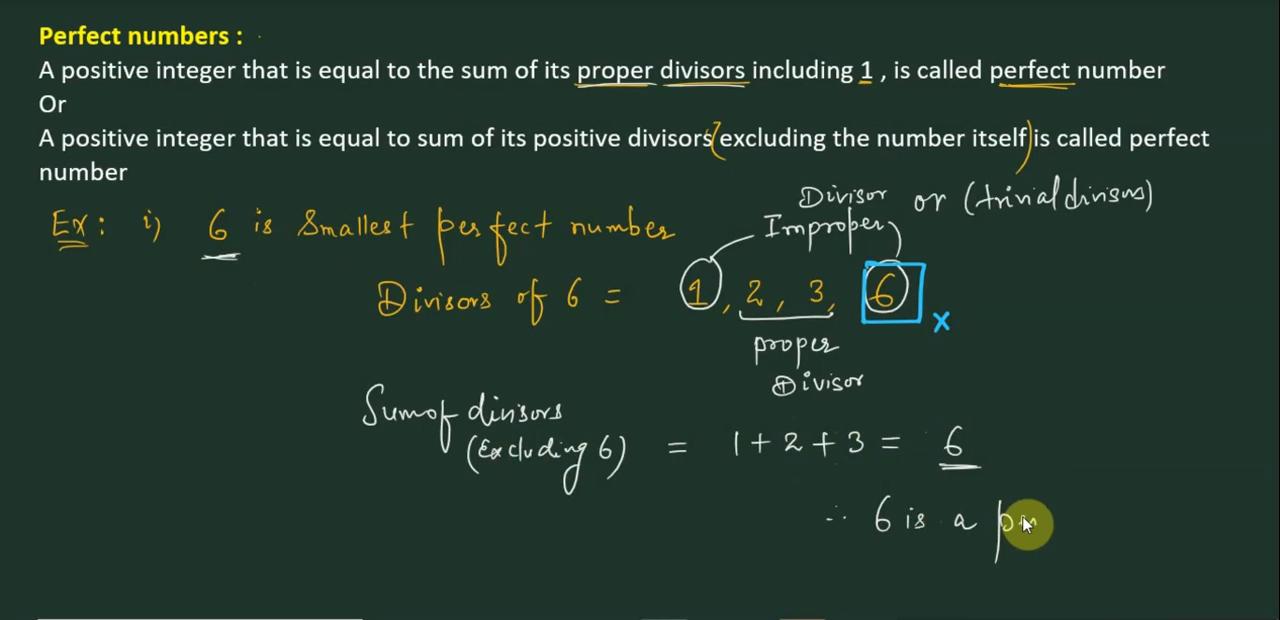 Perfect numbers :
A positive integer that is equal to the sum of its proper divisors including 1 , is called perfect number
Or
A positive integer that is equal to sum of its positive divisors (excluding the number itself) is called perfect
number
Divisor or (trivial divisors)
Ex: i) 6 is Smallest perfect number Improper
Divisors of 6 = 1, 2, 3, 6 x
proper
Divisor
Sum of divisors
(Excluding 6) = 1 + 2 + 3 = 6
∴ 6 is a